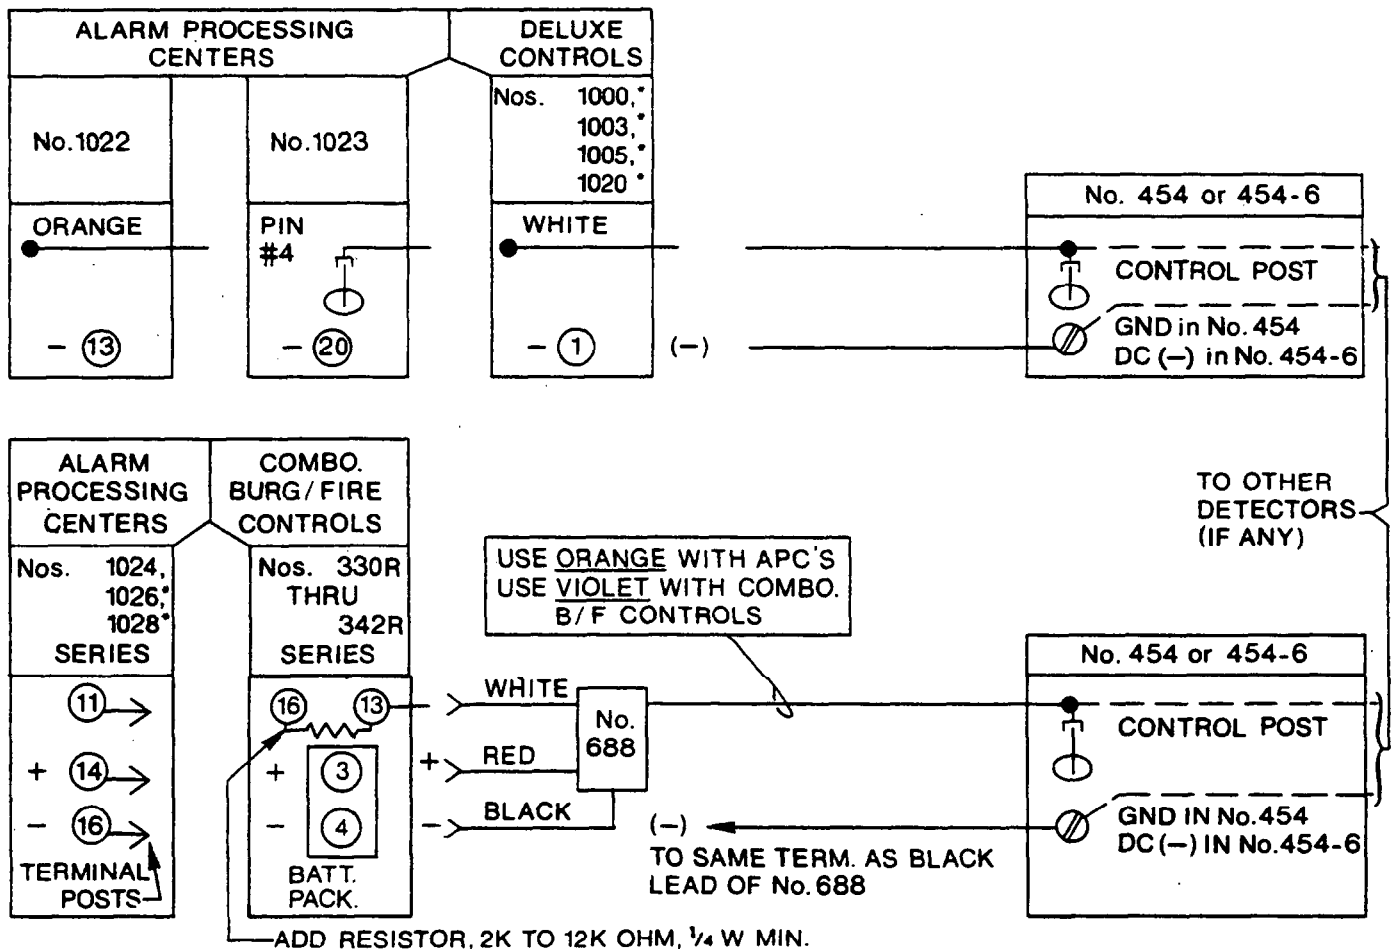 ALARM PROCESSING
CENTERS
DELUXE
CONTROLS
No.1022
No.1023
Nos. 1000,*
1003,*
1005,*
1020 *
ORANGE
PIN
#4
WHITE
- 13
- 20
- 1
(-)
No. 454 or 454-6
CONTROL POST
GND in No. 454
DC (-) in No. 454-6
ALARM
PROCESSING
CENTERS
COMBO.
BURG/FIRE
CONTROLS
Nos. 1024,
1026,*
1028*
SERIES
Nos. 330R
THRU
342R
SERIES
11
+ 14
- 16
TERMINAL
POSTS
16 13
+ 3
- 4
BATT.
PACK.
ADD RESISTOR, 2K TO 12K OHM, 1/4 W MIN.
USE ORANGE WITH APC'S
USE VIOLET WITH COMBO.
B/F CONTROLS
WHITE
+ RED
- BLACK
No.
688
(-)
TO SAME TERM. AS BLACK
LEAD OF No. 688
TO OTHER
DETECTORS
(IF ANY)
No. 454 or 454-6
CONTROL POST
GND IN No. 454
DC (-) IN No. 454-6